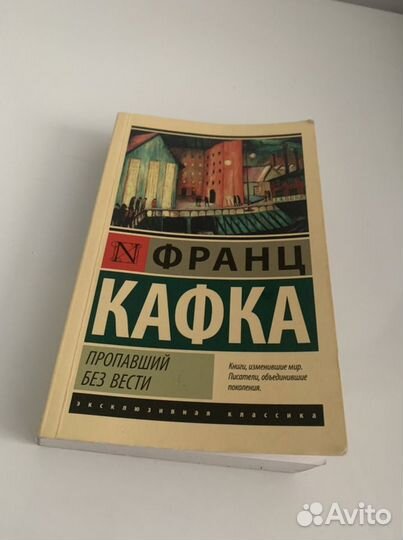 N
ФРАНЦ
КАФКА
ПРОПАВШИЙ
БЕЗ ВЕСТИ
Книги, изменившие мир.
Писатели, объединившие
поколения.
эксклюзивная классика
Avito